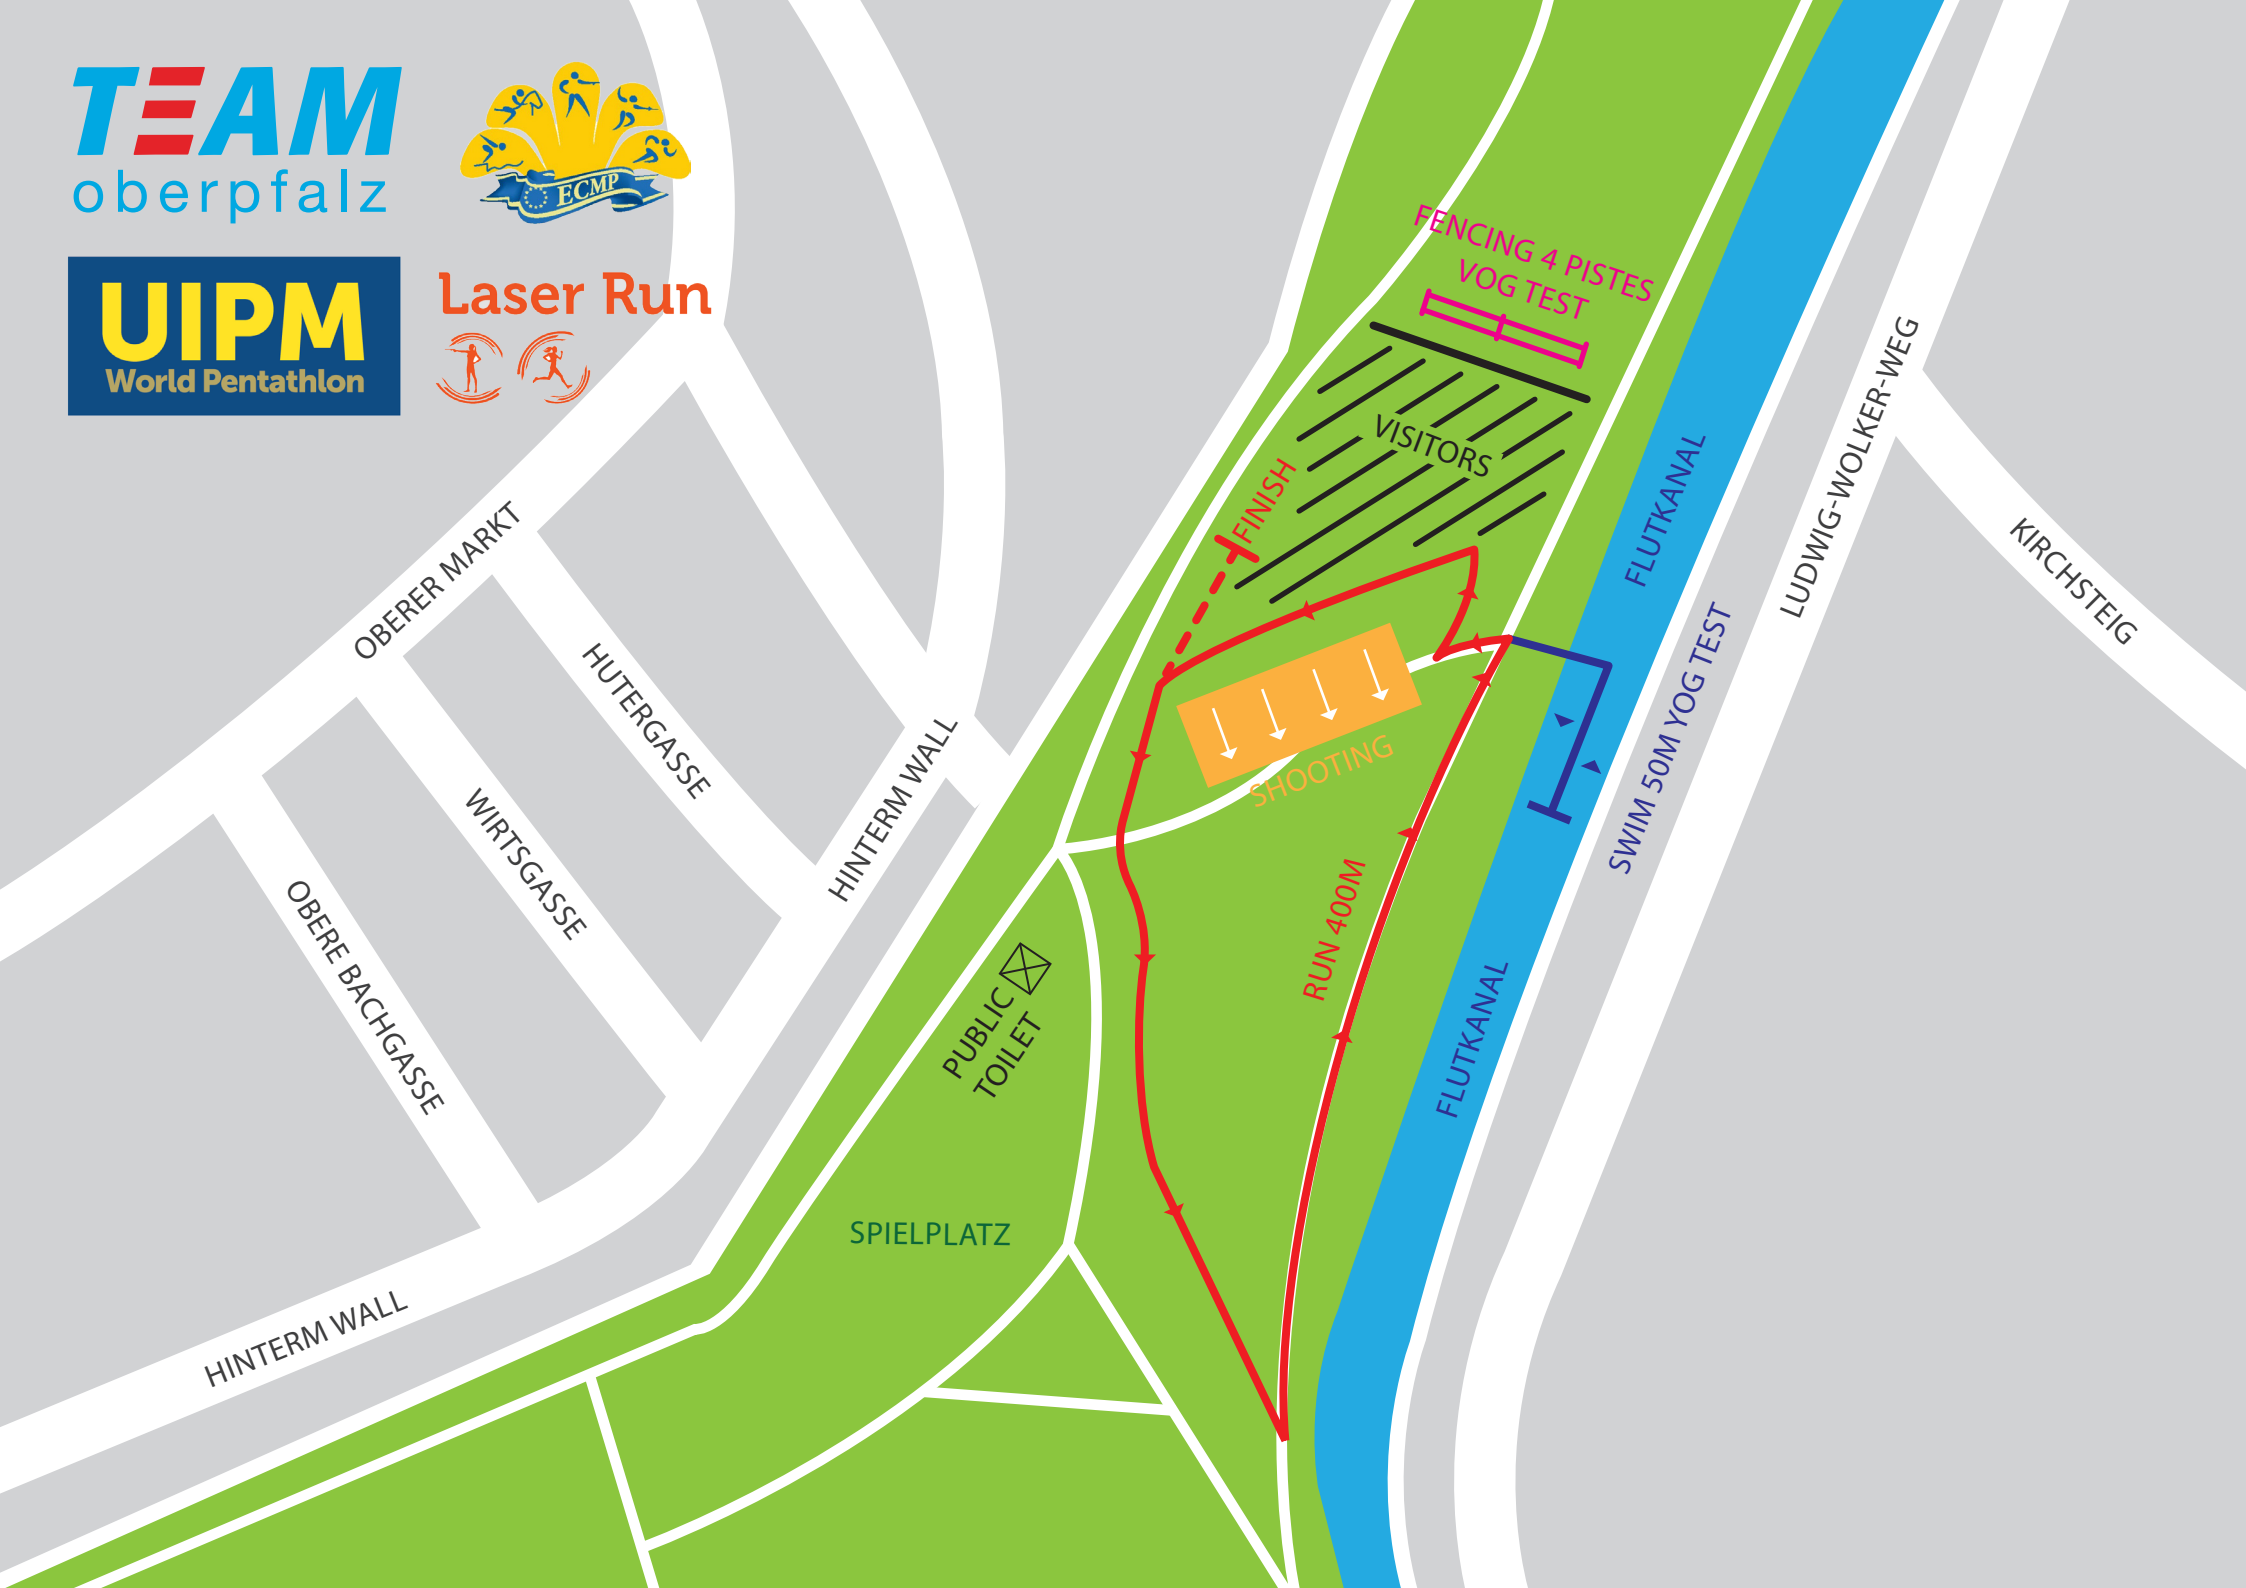 TEAM
oberpfalz
ECMP
UIPM
World Pentathlon
Laser Run
FENCING 4 PISTES
VOG TEST
VISITORS
FINISH
FLUTKANAL
LUDWIG-WOLKER-WEG
KIRCHSTEIG
OBERER MARKT
HUTERGASSE
WIRTSGASSE
OBERE BACHGASSE
HINTERM WALL
SHOOTING
SWIM 50M YOG TEST
RUN 400M
FLUTKANAL
PUBLIC
TOILET
SPIELPLATZ
HINTERM WALL